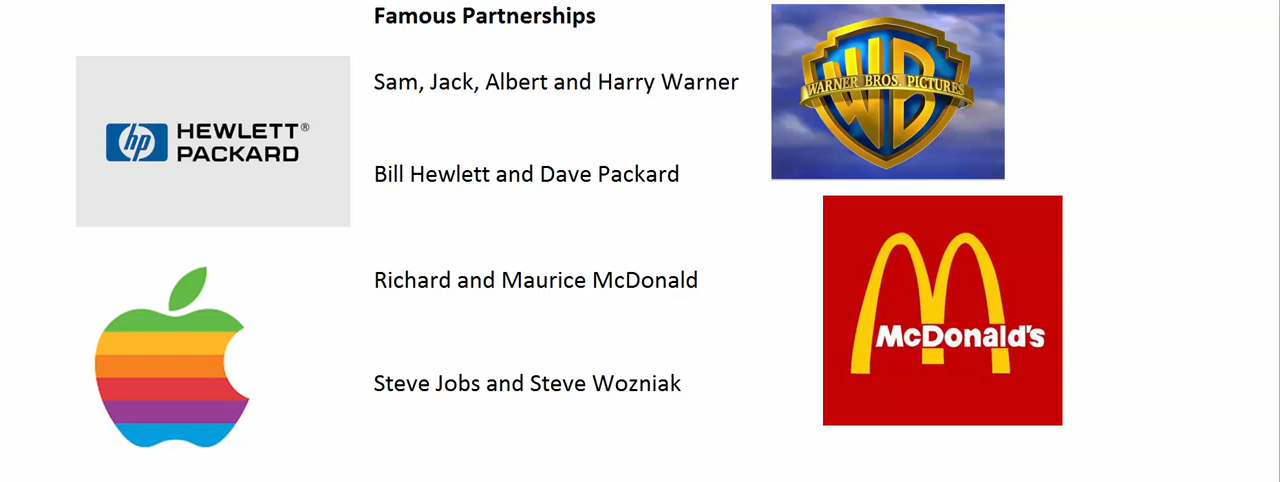 Famous Partnerships
Sam, Jack, Albert and Harry Warner
WB
WARNER BROS. PICTURES
hp HEWLETT®
PACKARD
Bill Hewlett and Dave Packard
Richard and Maurice McDonald
McDonald's
Steve Jobs and Steve Wozniak